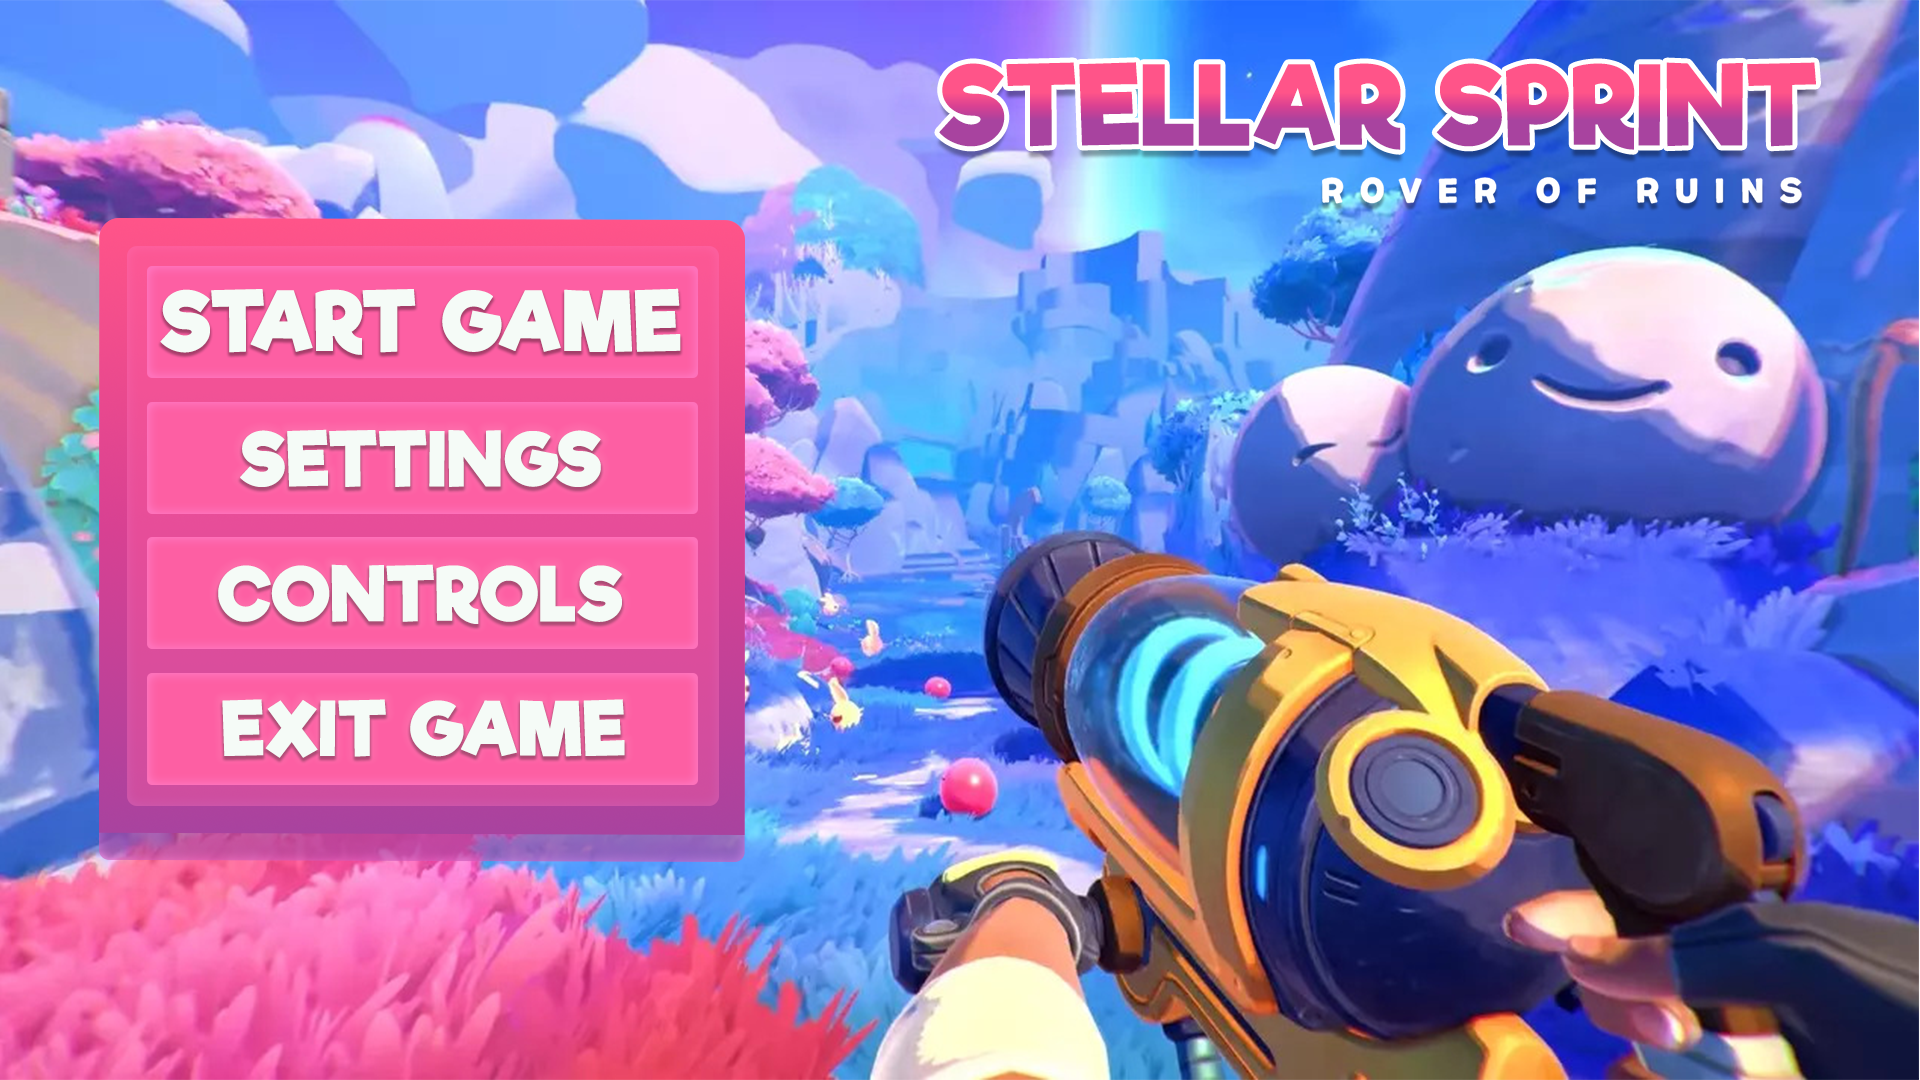 STELLAR SPRINT
ROVER OF RUINS
START GAME
SETTINGS
CONTROLS
EXIT GAME